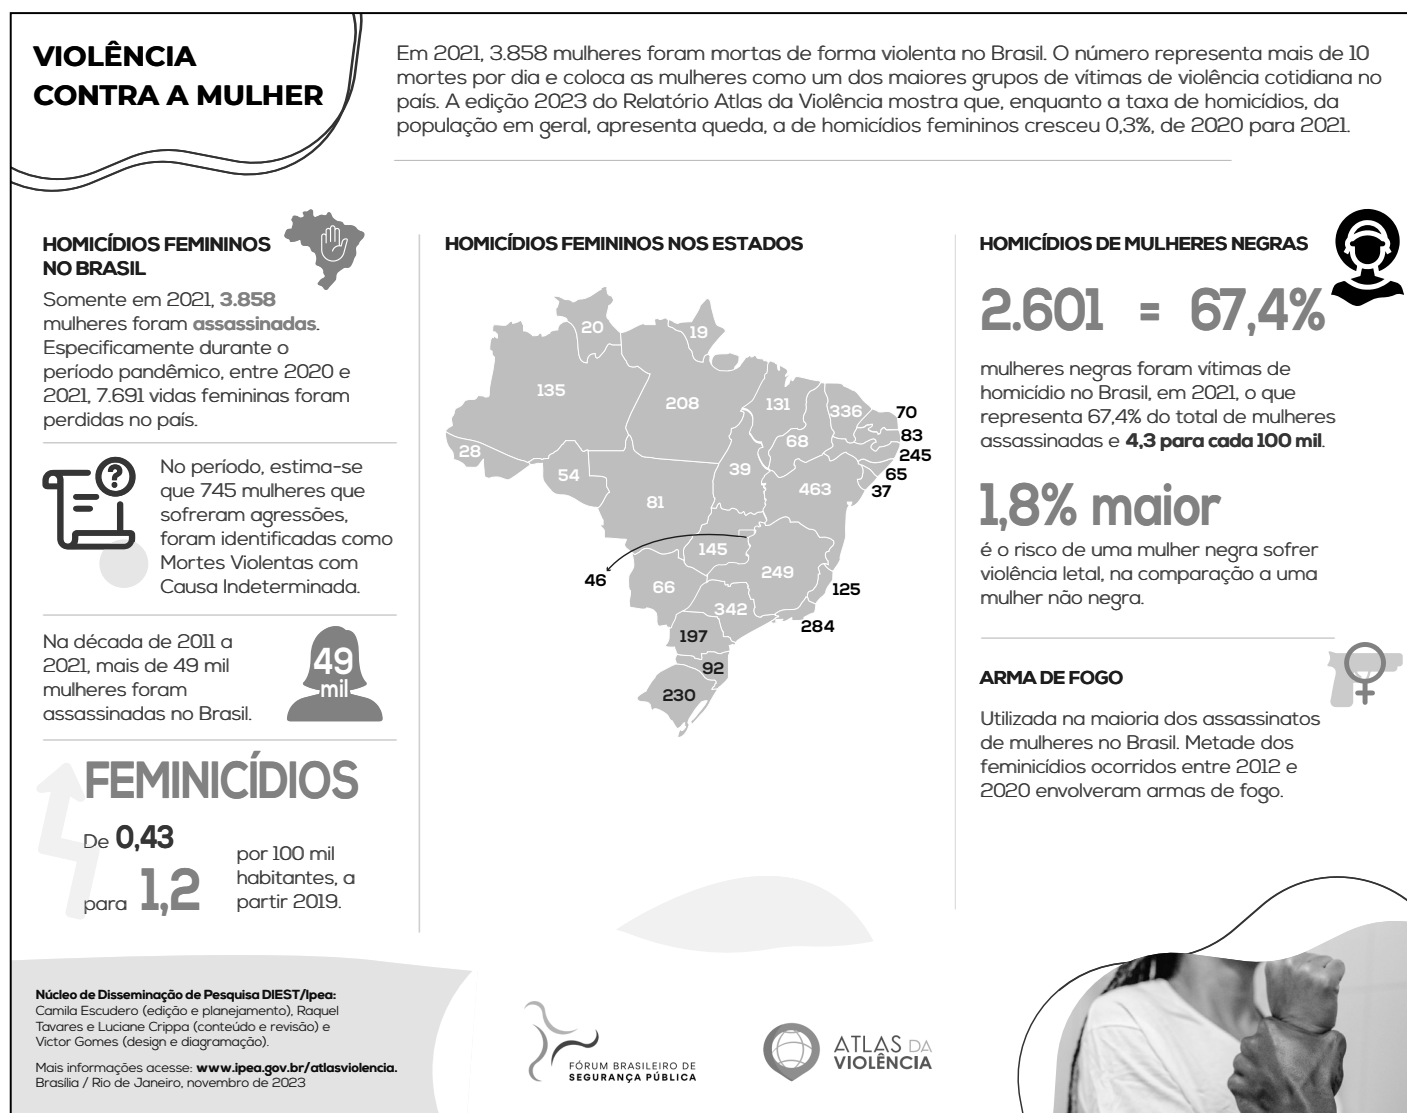 VIOLÊNCIA
CONTRA A MULHER
Em 2021, 3.858 mulheres foram mortas de forma violenta no Brasil. O número representa mais de 10
mortes por dia e coloca as mulheres como um dos maiores grupos de vítimas de violência cotidiana no
país. A edição 2023 do Relatório Atlas da Violência mostra que, enquanto a taxa de homicídios, da
população em geral, apresenta queda, a de homicídios femininos cresceu 0,3%, de 2020 para 2021.
HOMICÍDIOS FEMININOS
NO BRASIL
Somente em 2021, 3.858
mulheres foram assassinadas.
Especificamente durante o
período pandêmico, entre 2020 e
2021, 7.691 vidas femininas foram
perdidas no país.
?
No período, estima-se
que 745 mulheres que
sofreram agressões,
foram identificadas como
Mortes Violentas com
Causa Indeterminada.
Na década de 2011 a
2021, mais de 49 mil
mulheres foram
assassinadas no Brasil.
49
mil
FEMINICÍDIOS
De 0,43
para 1,2
por 100 mil
habitantes, a
partir 2019.
HOMICÍDIOS FEMININOS NOS ESTADOS
20
19
135
208
131
336
70
68
83
245
28
54
39
65
463
37
81
145
46
66
249
125
342
284
197
92
230
HOMICÍDIOS DE MULHERES NEGRAS
2.601 = 67,4%
mulheres negras foram vítimas de
homicídio no Brasil, em 2021, o que
representa 67,4% do total de mulheres
assassinadas e 4,3 para cada 100 mil.
1,8% maior
é o risco de uma mulher negra sofrer
violência letal, na comparação a uma
mulher não negra.
ARMA DE FOGO
Utilizada na maioria dos assassinatos
de mulheres no Brasil. Metade dos
feminicídios ocorridos entre 2012 e
2020 envolveram armas de fogo.
Núcleo de Disseminação de Pesquisa DIEST/Ipea:
Camila Escudero (edição e planejamento), Raquel
Tavares e Luciane Crippa (conteúdo e revisão) e
Victor Gomes (design e diagramação).
Mais informações acesse: www.ipea.gov.br/atlasviolencia.
Brasília / Rio de Janeiro, novembro de 2023
FÓRUM BRASILEIRO DE
SEGURANÇA PÚBLICA
ATLAS DA
VIOLÊNCIA